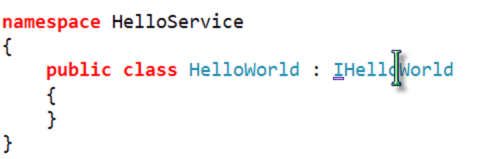 namespace HelloService
{
    public class HelloWorld : IHelloWorld
    {
    }
}